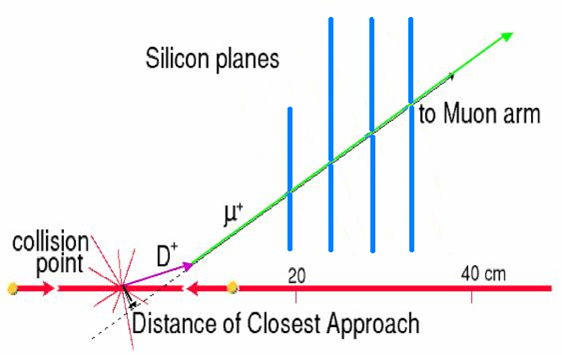 Silicon planes
to Muon arm
μ⁺
collision
point
D⁺
20
40 cm
Distance of Closest Approach